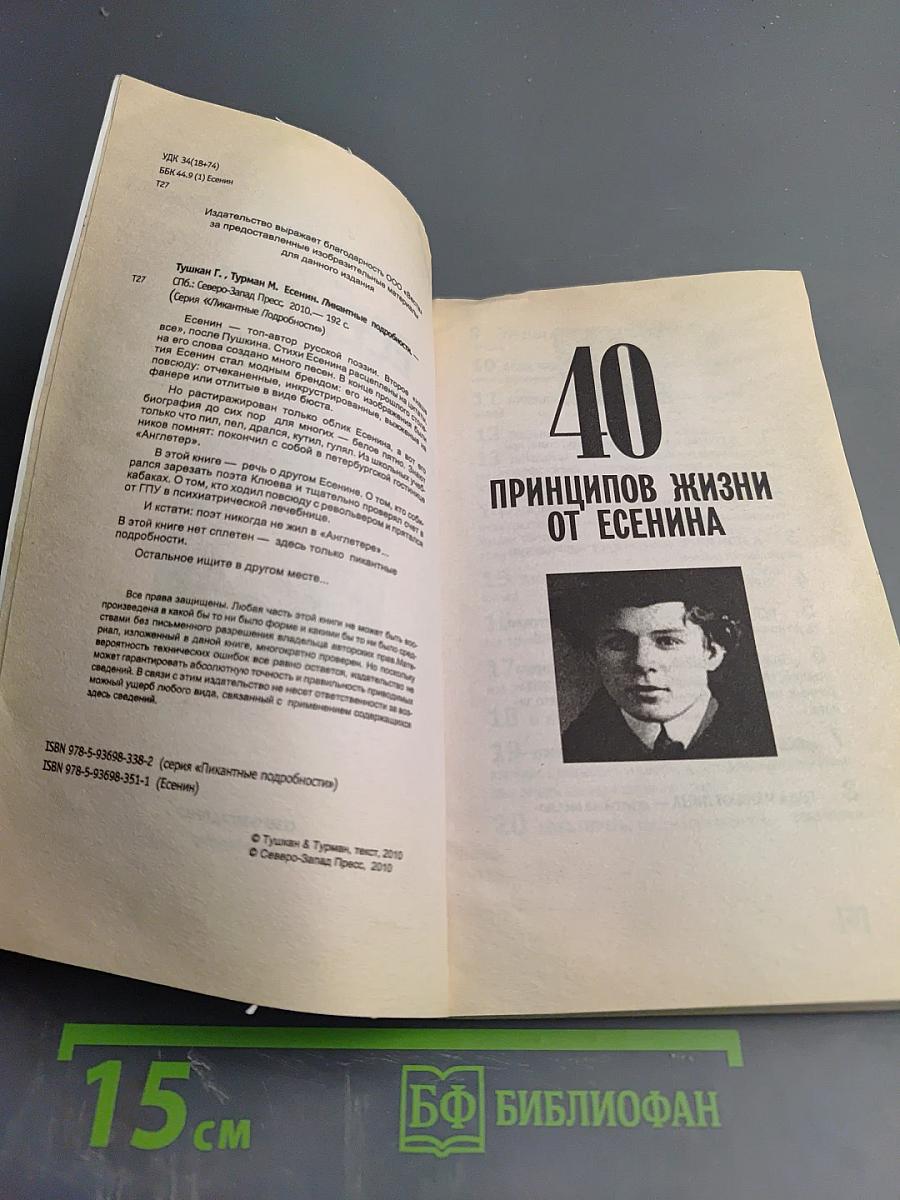 УДК 34(18+74)
ББК 44.9 (1) Есенин
Т27
Издательство выражает благодарность ООО
за предоставленные изобразительные материалы
для данного издания
Тушкан Г. , Турман М. Есенин. Пикантные подробности. —
Т27 СПб.: Северо-Запад Пресс, 2010.— 192 с.
(Серия «Пикантные Подробности»)
Есенин — топ-автор русской поэзии. Второе «наше
все», после Пушкина. Стихи Есенина расцеплены на цитаты,
на его слова создано много песен. В конце прошлого столе-
тия Есенин стал модным брендом: его изображения были
повсюду: отчеканенные, инкрустированные, выжженные на
фанере или отлитые в виде бюста.
Но растиражирован только облик Есенина, а вот его
биография до сих пор для многих — белое пятно. Знают
только что пил, пел, дрался, кутил, гулял. Из школьных учеб-
ников помнят: покончил с собой в петербургской гостинице
«Англетер».
В этой книге — речь о другом Есенине. О том, кто соби-
рался зарезать поэта Клюева и тщательно проверял счет в
кабаках. О том, кто ходил повсюду с револьвером и прятался
от ГПУ в психиатрической лечебнице.
И кстати: поэт никогда не жил в «Англетере»...
В этой книге нет сплетен — здесь только пикантные
подробности.
Остальное ищите в другом месте...
Все права защищены. Любая часть этой книги не может быть вос-
произведена в какой бы то ни было форме и какими бы то ни было сред-
ствами без письменного разрешения владельца авторских прав.Мате-
риал, изложенный в даной книге, многократно проверен. Но поскольку
вероятность технических ошибок все равно остается, издательство не
может гарантировать абсолютную точность и правильность приводимых
сведений. В связи с этим издательство не несет ответственности за воз-
можный ущерб любого вида, связанный с применением содержащихся
здесь сведений.
ISBN 978-5-93698-338-2 (серия «Пикантные подробности»)
ISBN 978-5-93698-351-1 (Есенин)
© Тушкан & Турман, текст, 2010
© Северо-Запад Пресс, 2010
40
ПРИНЦИПОВ ЖИЗНИ
ОТ ЕСЕНИНА
15 см
БФ БИБЛИОФАН